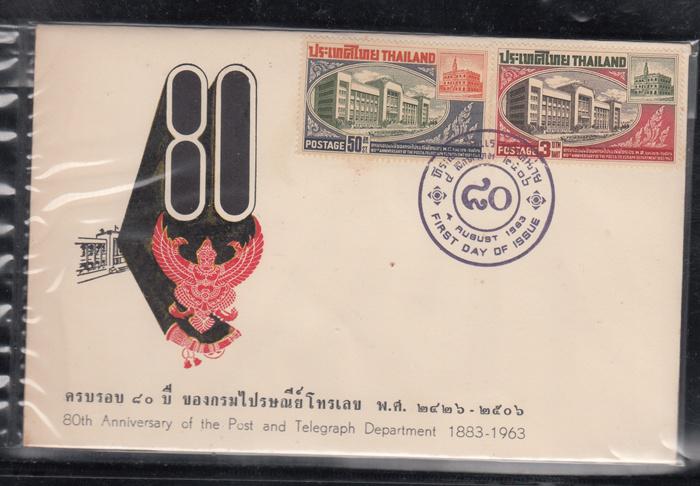 80
ประเทศไทย THAILAND
POSTAGE 50
ประเทศไทย THAILAND
POSTAGE 3
๘๐
4 AUGUST 1963
FIRST DAY OF ISSUE
ครบรอบ ๘๐ ปี ของกรมไปรษณีย์โทรเลข พ.ศ. ๒๔๒๖ - ๒๕๐๖
80th Anniversary of the Post and Telegraph Department 1883-1963